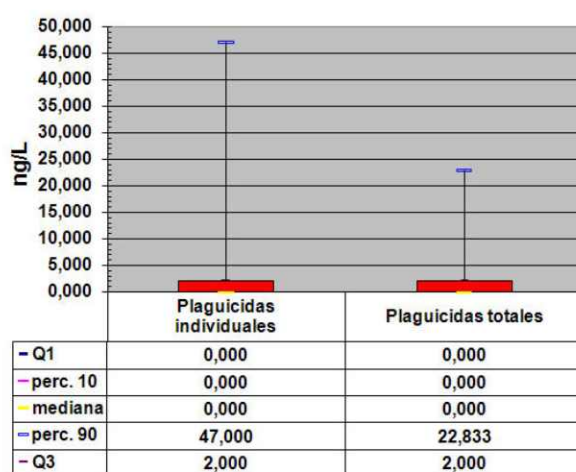 50,000
45,000
40,000
35,000
30,000
25,000
20,000
15,000
10,000
5,000
0,000
ng/L
Plaguicidas
individuales
Plaguicidas totales
Q1 0,000 0,000
perc. 10 0,000 0,000
mediana 0,000 0,000
perc. 90 47,000 22,833
Q3 2,000 2,000